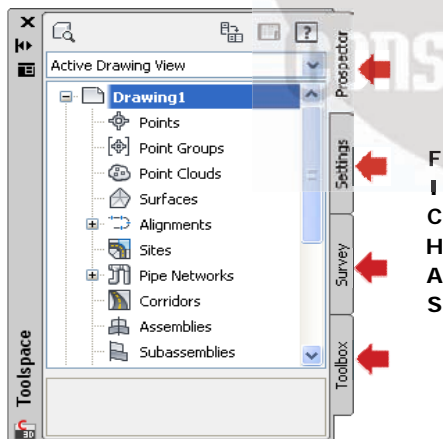 Active Drawing View
Drawing1
Points
Point Groups
Point Clouds
Surfaces
Alignments
Sites
Pipe Networks
Corridors
Assemblies
Subassemblies
Toolspace
Prospector
Settings
Survey
Toolbox
F
I
C
H
A
S